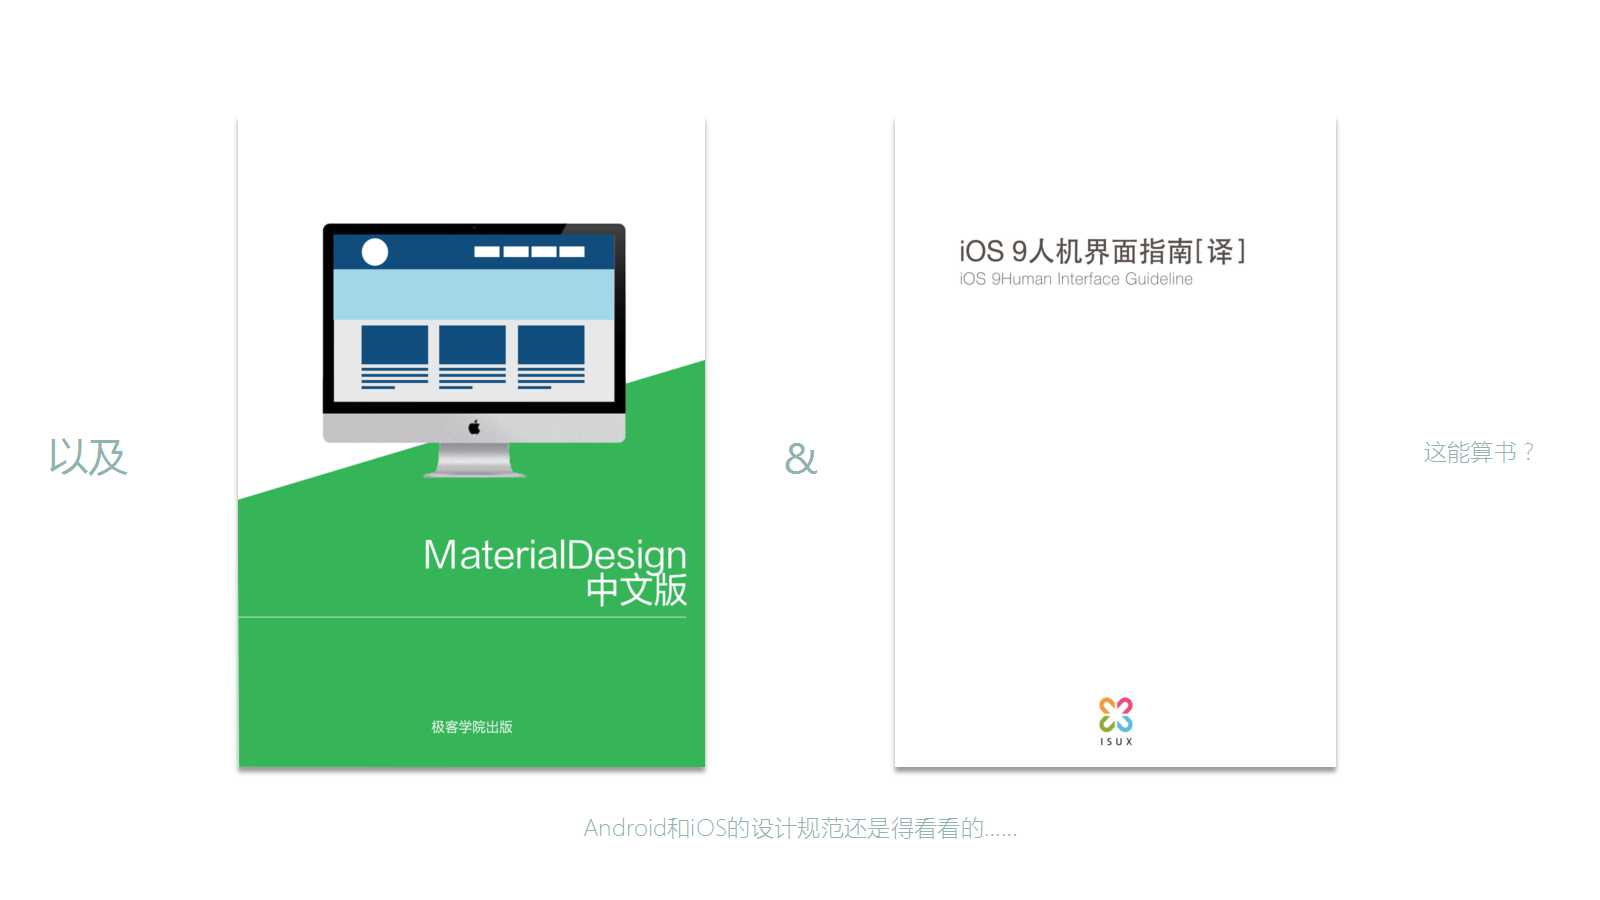 以及
MaterialDesign
中文版
极客学院出版
&
iOS 9人机界面指南[译]
iOS 9Human Interface Guideline
ISUX
这能算书？
Android和iOS的设计规范还是得看看的......